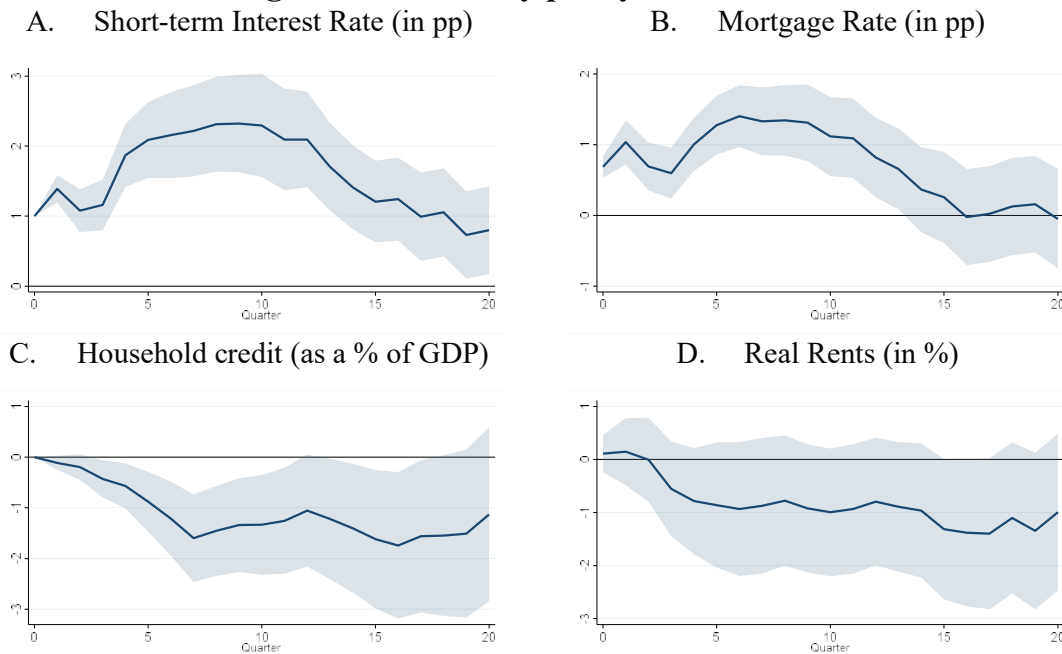 A. Short-term Interest Rate (in pp)
B. Mortgage Rate (in pp)
3
2
1
0
0 5 10 15 20
Quarter
2
1
0
-1
0 5 10 15 20
Quarter
C. Household credit (as a % of GDP)
D. Real Rents (in %)
1
0
-1
-2
-3
0 5 10 15 20
Quarter
1
0
-1
-2
-3
0 5 10 15 20
Quarter